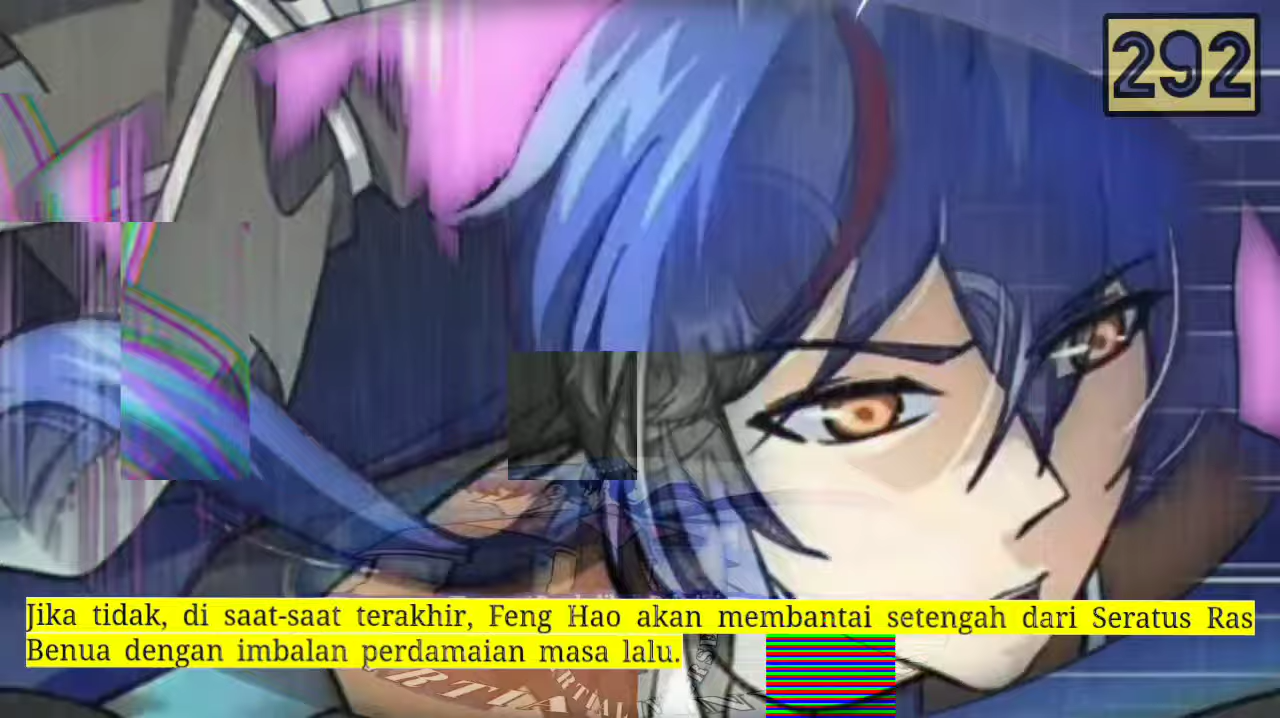 292
Jika tidak, di saat-saat terakhir, Feng Hao akan membantai setengah dari Seratus Ras
Benua dengan imbalan perdamaian masa lalu.